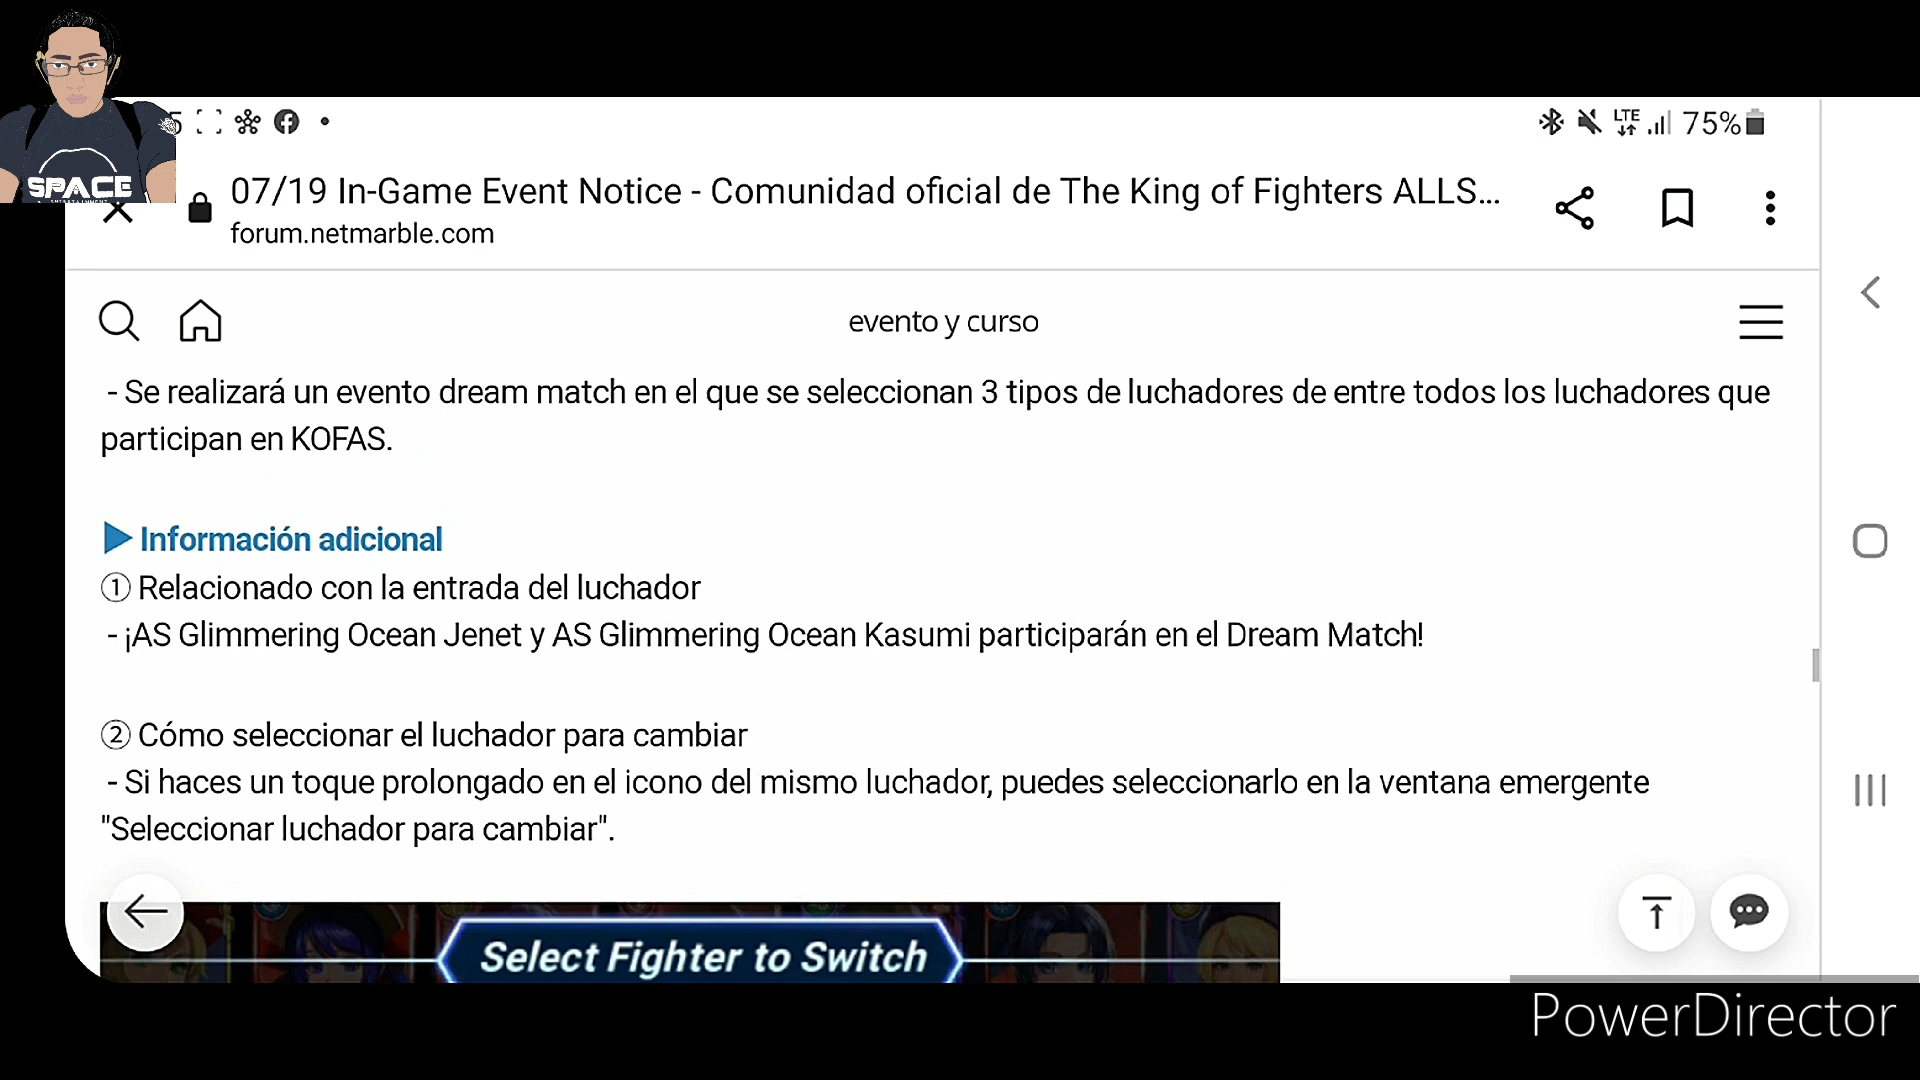 5
LTE
75%
07/19 In-Game Event Notice - Comunidad oficial de The King of Fighters ALLS...
forum.netmarble.com
SPACE
evento y curso
- Se realizará un evento dream match en el que se seleccionan 3 tipos de luchadores de entre todos los luchadores que
participan en KOFAS.
Información adicional
① Relacionado con la entrada del luchador
- ¡AS Glimmering Ocean Jenet y AS Glimmering Ocean Kasumi participarán en el Dream Match!
② Cómo seleccionar el luchador para cambiar
- Si haces un toque prolongado en el icono del mismo luchador, puedes seleccionarlo en la ventana emergente
"Seleccionar luchador para cambiar".
Select Fighter to Switch
PowerDirector